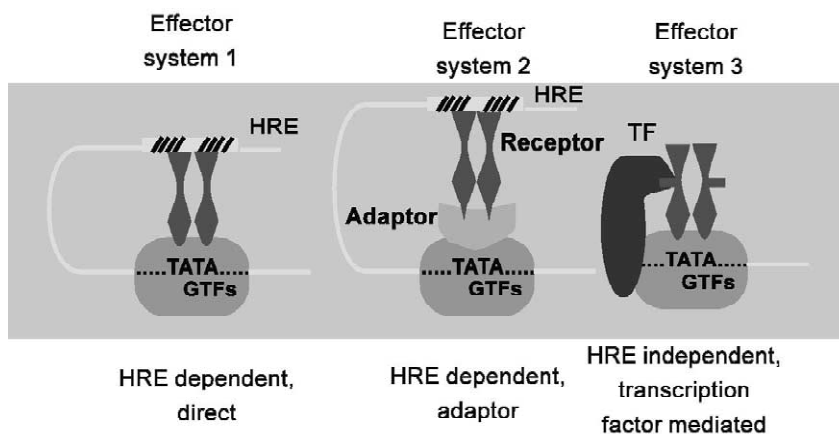 Effector
system 1
Effector
system 2
Effector
system 3
HRE
.....TATA.....
GTFs
HRE
Receptor
Adaptor
.....TATA.....
GTFs
TF
....TATA.....
GTFs
HRE dependent,
direct
HRE dependent,
adaptor
HRE independent,
transcription
factor mediated